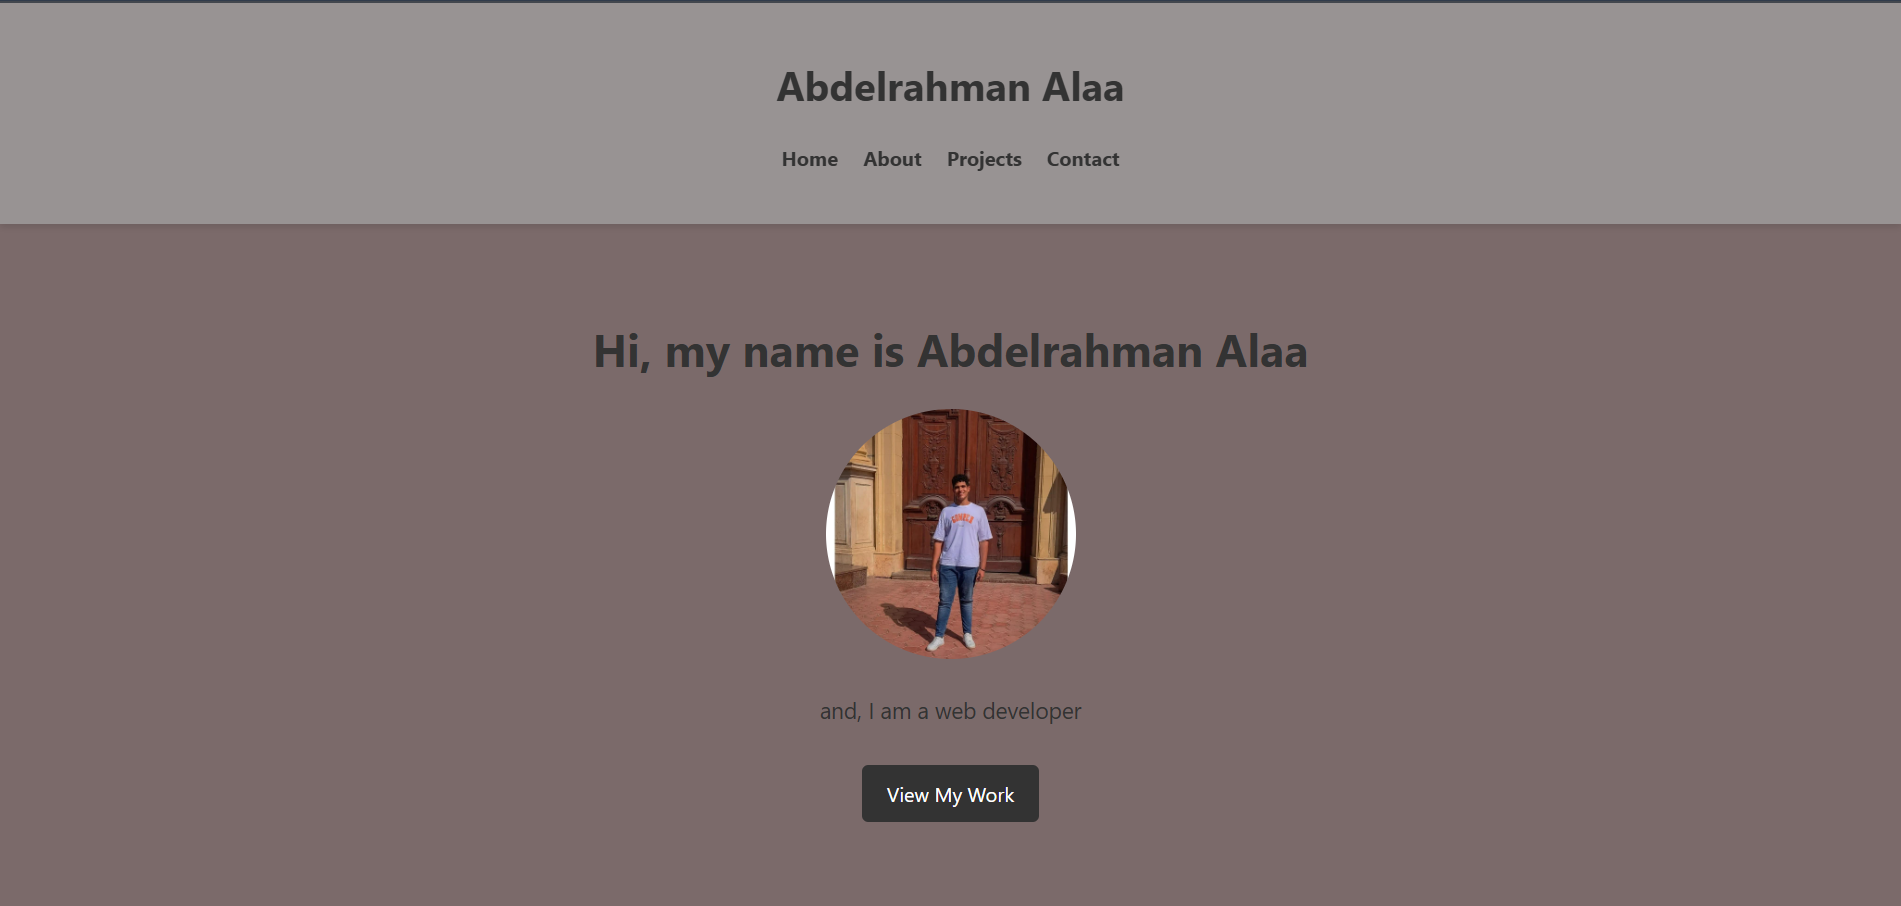 Abdelrahman Alaa
Home About Projects Contact
Hi, my name is Abdelrahman Alaa
and, I am a web developer
View My Work